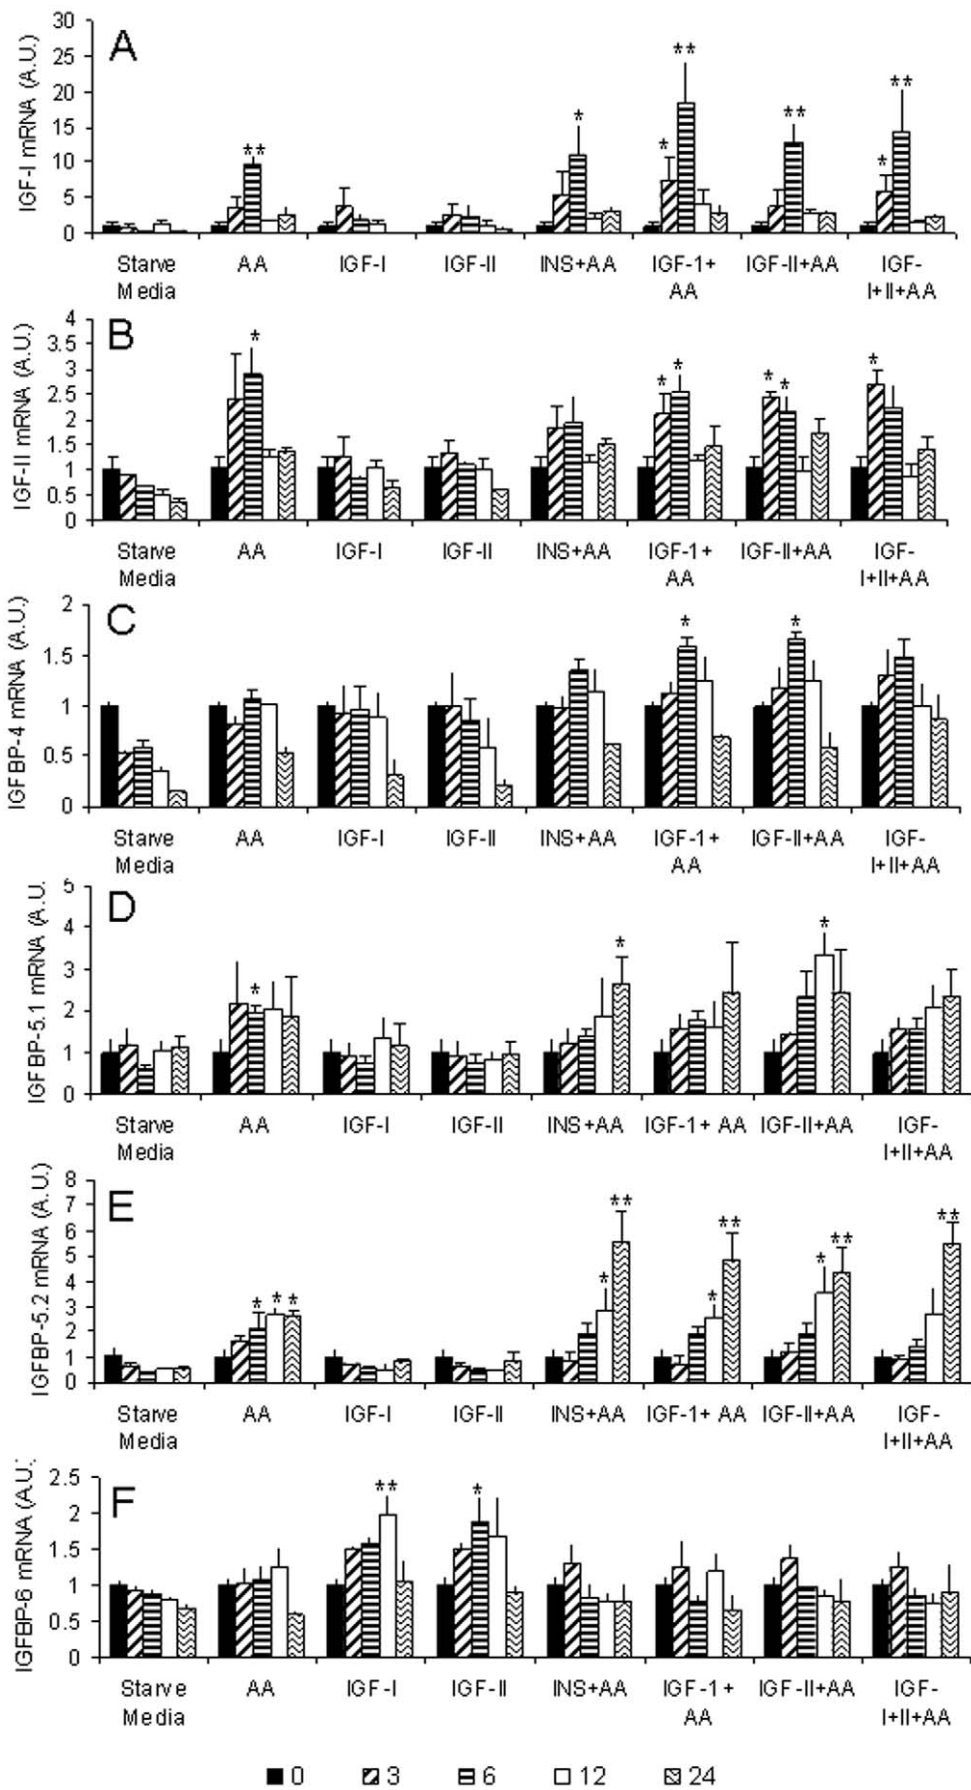 A
IGF-I mRNA (A.U.)
30
25
20
15
10
5
0
** * * ** ** * **
Starve Media AA IGF-I IGF-II INS+AA IGF-1+ AA IGF-II+AA IGF- I+II+AA
B
IGF-II mRNA (A.U.)
4
3.5
3
2.5
2
1.5
1
0.5
0
* * * * * *
Starve Media AA IGF-I IGF-II INS+AA IGF-1+ AA IGF-II+AA IGF- I+II+AA
C
IGFBP-4 mRNA (A.U.)
2
1.5
1
0.5
0
* *
Starve Media AA IGF-I IGF-II INS+AA IGF-1+ AA IGF-II+AA IGF- I+II+AA
D
IGFBP-5.1 mRNA (A.U.
5
4
3
2
1
0
* * *
Starve Media AA IGF-I IGF-II INS+AA IGF-1+ AA IGF-II+AA IGF- I+II+AA
E
IGFBP-5.2 mRNA (A.U.)
8
7
6
5
4
3
2
1
0
* * * * ** * ** * ** **
Starve Media AA IGF-I IGF-II INS+AA IGF-1+ AA IGF-II+AA IGF- I+II+AA
F
IGFBP-6 mRNA (A.U.)
2.5
2
1.5
1
0.5
0
** *
Starve Media AA IGF-I IGF-II INS+AA IGF-1+ AA IGF-II+AA IGF- I+II+AA
0 3 6 12 24